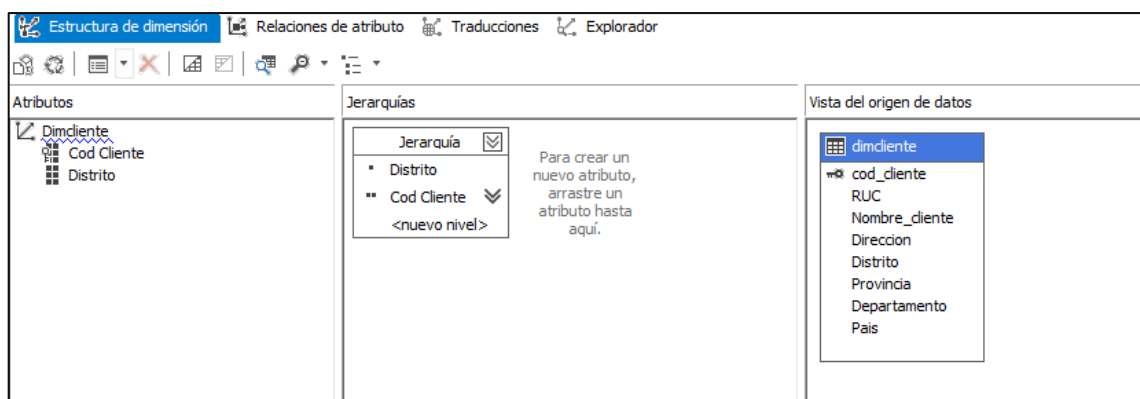 Estructura de dimensión Relaciones de atributo Traducciones Explorador
Atributos
Dimcliente
Cod Cliente
Distrito
Jerarquías
Jerarquía
Distrito
Cod Cliente
<nuevo nivel>
Para crear un
nuevo atributo,
arrastre un
atributo hasta
aquí.
Vista del origen de datos
dimcliente
cod_cliente
RUC
Nombre_cliente
Direccion
Distrito
Provincia
Departamento
Pais